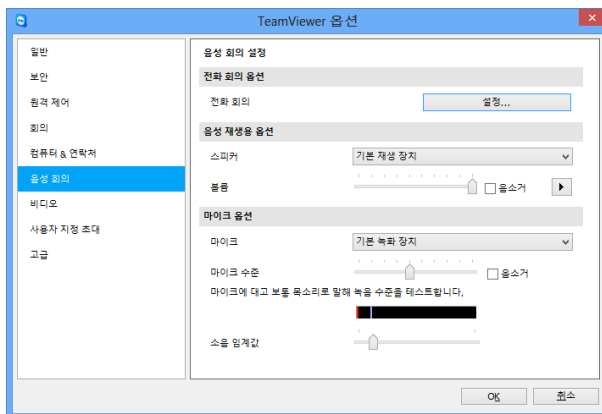 TeamViewer 옵션
일반
보안
원격 제어
회의
컴퓨터 & 연락처
음성 회의
비디오
사용자 지정 초대
고급
음성 회의 설정
전화 회의 옵션
전화 회의
설정...
음성 재생용 옵션
스피커
기본 재생 장치
볼륨
음소거
마이크 옵션
마이크
기본 녹화 장치
마이크 수준
음소거
마이크에 대고 보통 목소리로 말해 녹음 수준을 테스트합니다.
소음 임계값
OK
취소